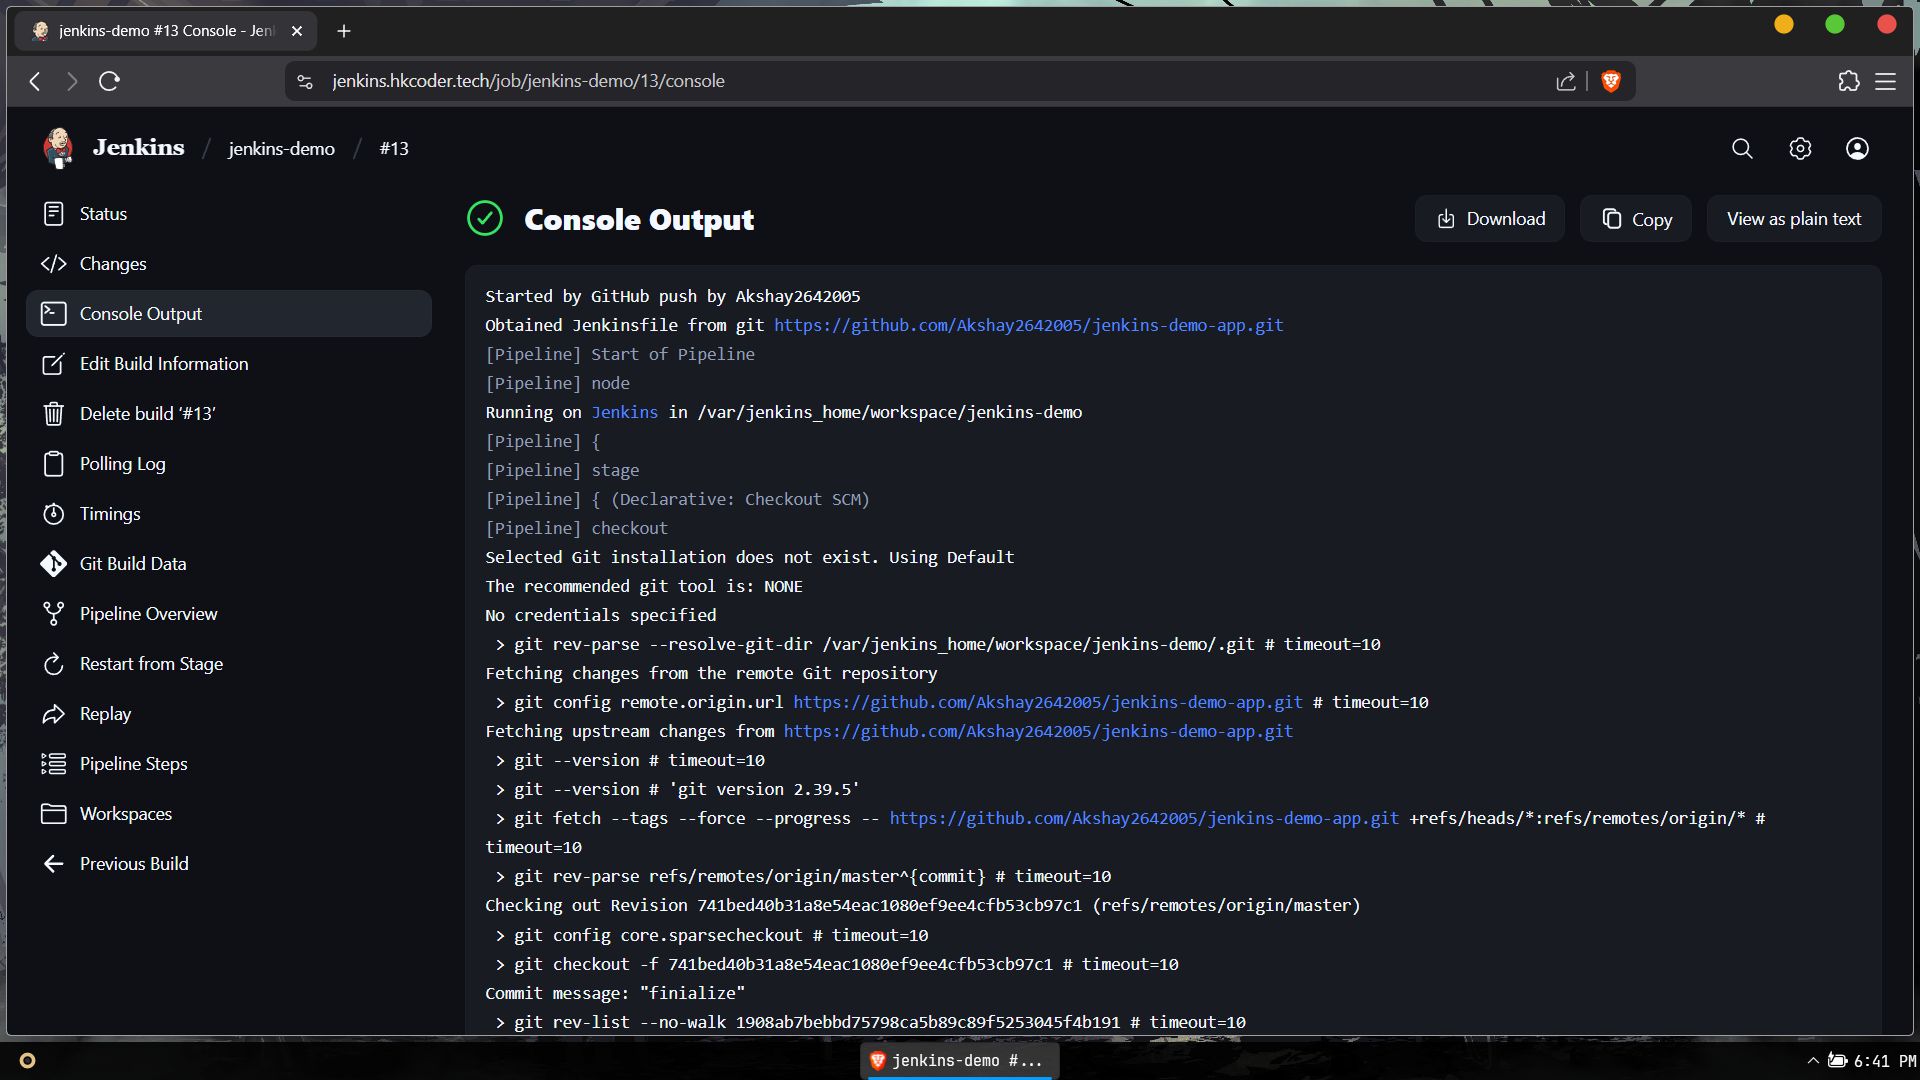 jenkins-demo #13 Console - Jen
jenkins.hkcoder.tech/job/jenkins-demo/13/console
Jenkins / jenkins-demo / #13
Status
Changes
Console Output
Edit Build Information
Delete build ‘#13’
Polling Log
Timings
Git Build Data
Pipeline Overview
Restart from Stage
Replay
Pipeline Steps
Workspaces
Previous Build
Console Output
Download
Copy
View as plain text
Started by GitHub push by Akshay2642005
Obtained Jenkinsfile from git https://github.com/Akshay2642005/jenkins-demo-app.git
[Pipeline] Start of Pipeline
[Pipeline] node
Running on Jenkins in /var/jenkins_home/workspace/jenkins-demo
[Pipeline] {
[Pipeline] stage
[Pipeline] { (Declarative: Checkout SCM)
[Pipeline] checkout
Selected Git installation does not exist. Using Default
The recommended git tool is: NONE
No credentials specified
> git rev-parse --resolve-git-dir /var/jenkins_home/workspace/jenkins-demo/.git # timeout=10
Fetching changes from the remote Git repository
> git config remote.origin.url https://github.com/Akshay2642005/jenkins-demo-app.git # timeout=10
Fetching upstream changes from https://github.com/Akshay2642005/jenkins-demo-app.git
> git --version # timeout=10
> git --version # 'git version 2.39.5'
> git fetch --tags --force --progress -- https://github.com/Akshay2642005/jenkins-demo-app.git +refs/heads/*:refs/remotes/origin/* #
timeout=10
> git rev-parse refs/remotes/origin/master^{commit} # timeout=10
Checking out Revision 741bed40b31a8e54eac1080ef9ee4cfb53cb97c1 (refs/remotes/origin/master)
> git config core.sparsecheckout # timeout=10
> git checkout -f 741bed40b31a8e54eac1080ef9ee4cfb53cb97c1 # timeout=10
Commit message: "finialize"
> git rev-list --no-walk 1908ab7bebbd75798ca5b89c89f5253045f4b191 # timeout=10
jenkins-demo #...
6:41 PM